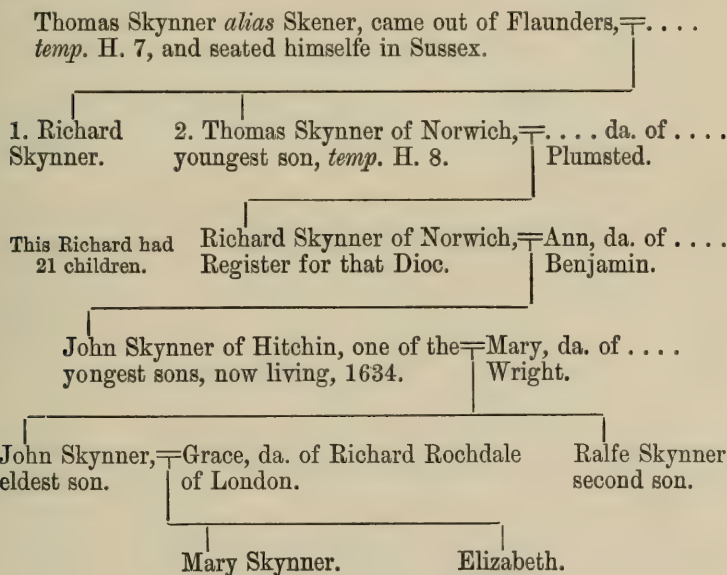 Thomas Skynner alias Skener, came out of Flaunders,=. . . .
temp. H. 7, and seated himselfe in Sussex.
1. Richard
Skynner.
2. Thomas Skynner of Norwich,=. . . . da. of . . . .
youngest son, temp. H. 8.
Plumsted.
This Richard had
21 children.
Richard Skynner of Norwich,=Ann, da. of . . . .
Register for that Dioc.
Benjamin.
John Skynner of Hitchin, one of the=Mary, da. of . . . .
yongest sons, now living, 1634.
Wright.
John Skynner,=Grace, da. of Richard Rochdale
eldest son.
of London.
Ralfe Skynner
second son.
Mary Skynner.
Elizabeth.